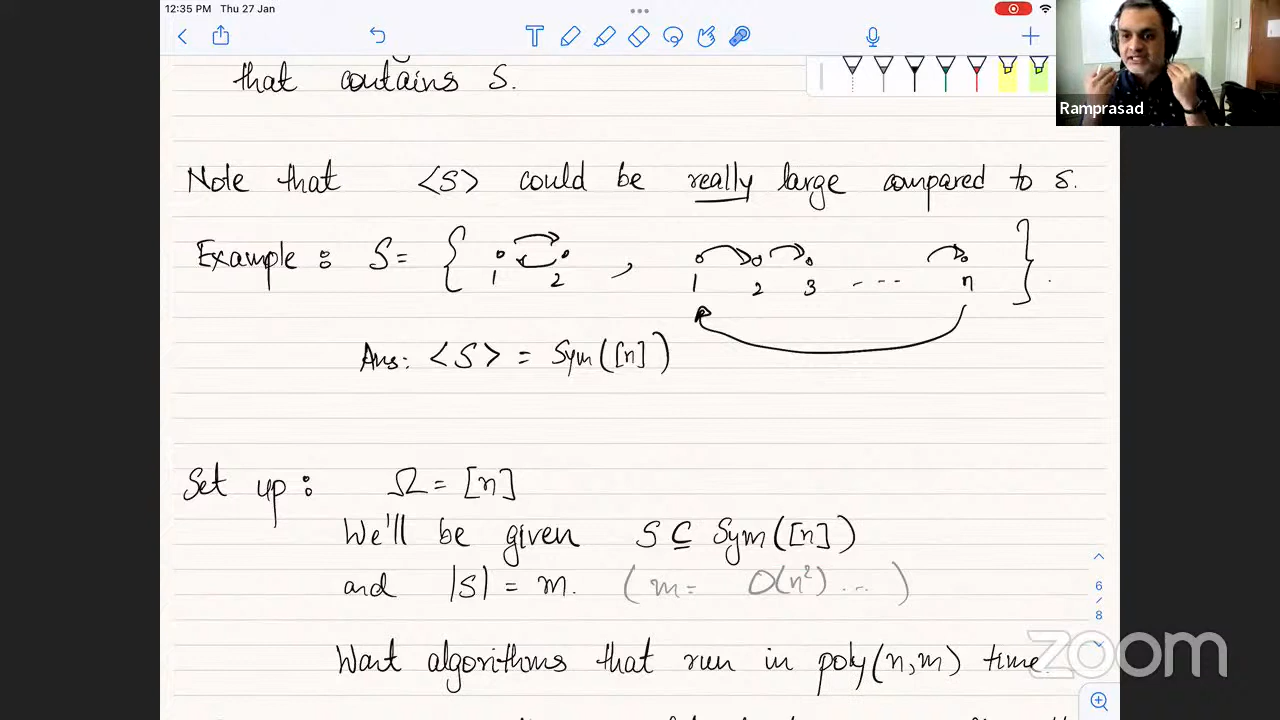 12:35 PM Thu 27 Jan
that contains S.
Ramprasad
Note that <S> could be really large compared to S.
Example : S = { 1 2 , 1 2 3 ... n } .
Ans: <S> = Sym([n])
Set up : Ω = [n]
We'll be given S ⊆ Sym([n])
and |S| = m. ( m = O(n²) ... )
6 / 8
Want algorithms that run in poly(n,m) time.
zoom